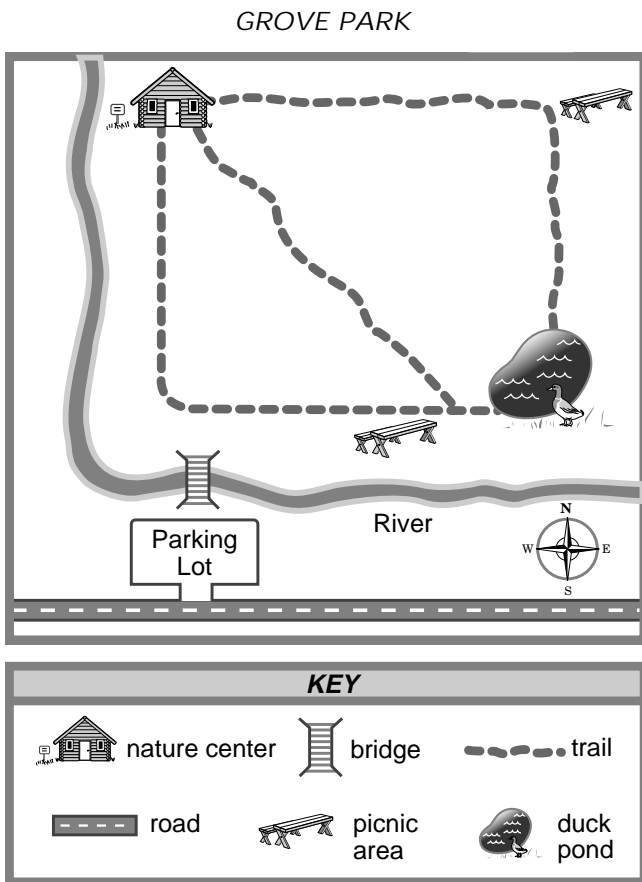 GROVE PARK
River
Parking
Lot
N
W E
S
KEY
nature center
bridge
trail
road
picnic
area
duck
pond